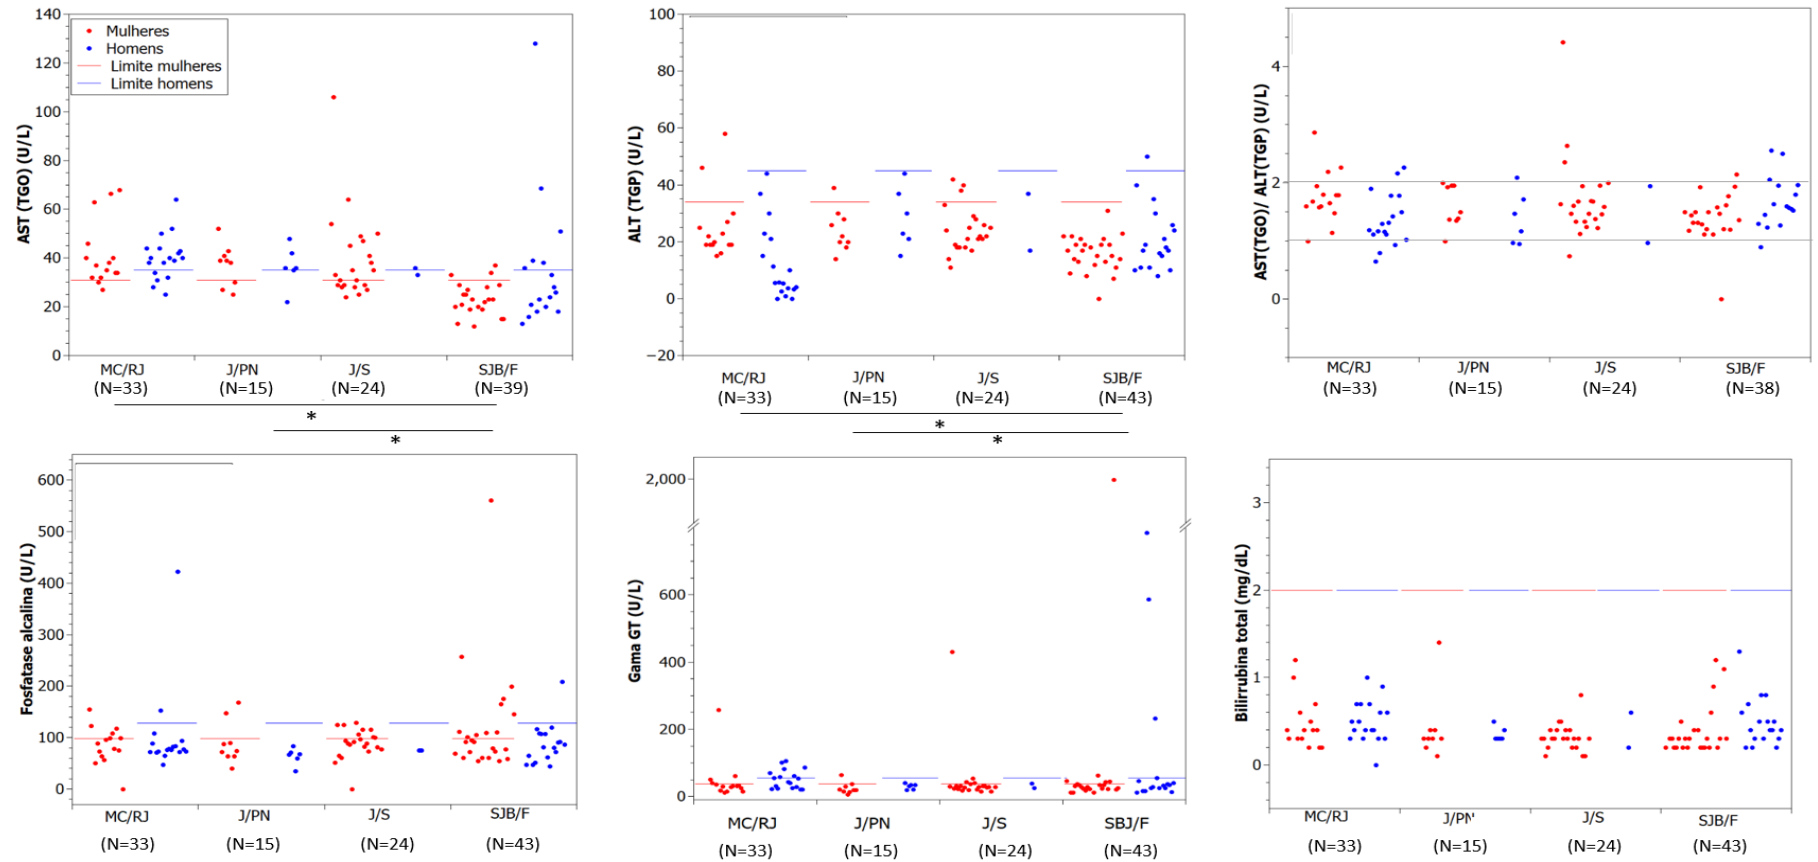 AST (TGO) (U/L)
140
120
100
80
60
40
20
0
Mulheres
Homens
Limite mulheres
Limite homens
MC/RJ J/PN J/S SJB/F
(N=33) (N=15) (N=24) (N=39)
*
*
ALT (TGP) (U/L)
100
80
60
40
20
0
−20
MC/RJ J/PN J/S SJB/F
(N=33) (N=15) (N=24) (N=43)
*
*
AST(TGO)/ ALT(TGP) (U/L)
4
2
0
MC/RJ J/PN J/S SJB/F
(N=33) (N=15) (N=24) (N=38)
Fosfatase alcalina (U/L)
600
500
400
300
200
100
0
MC/RJ J/PN J/S SJB/F
(N=33) (N=15) (N=24) (N=43)
Gama GT (U/L)
2,000
600
400
200
0
MC/RJ J/PN J/S SBJ/F
(N=33) (N=15) (N=24) (N=43)
Bilirrubina total (mg/dL)
3
2
1
0
MC/RJ J/PN J/S SJB/F
(N=33) (N=15) (N=24) (N=43)